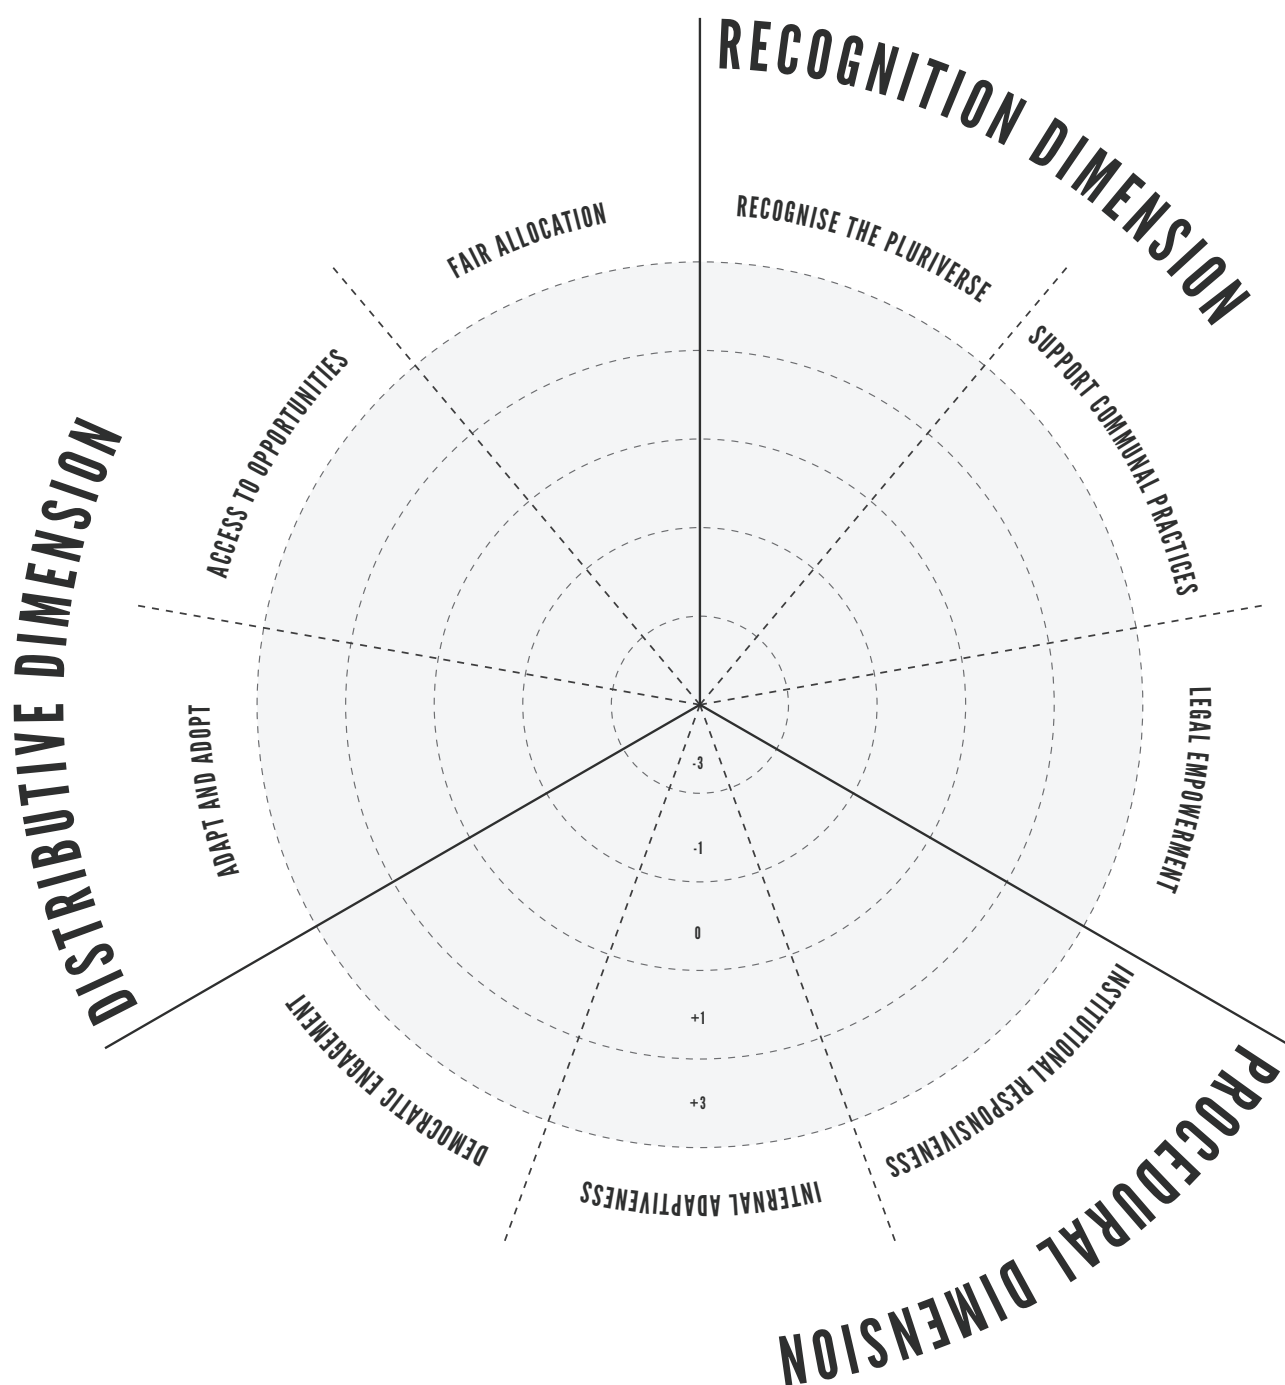 RECOGNITION DIMENSION
RECOGNISE THE PLURIVERSE
SUPPORT COMMUNAL PRACTICES
LEGAL EMPOWERMENT
PROCEDURAL DIMENSION
INSTITUTIONAL RESPONSIVENESS
INTERNAL ADAPTIVENESS
DEMOCRATIC ENGAGEMENT
DISTRIBUTIVE DIMENSION
ADAPT AND ADOPT
ACCESS TO OPPORTUNITIES
FAIR ALLOCATION
-3
-1
0
+1
+3